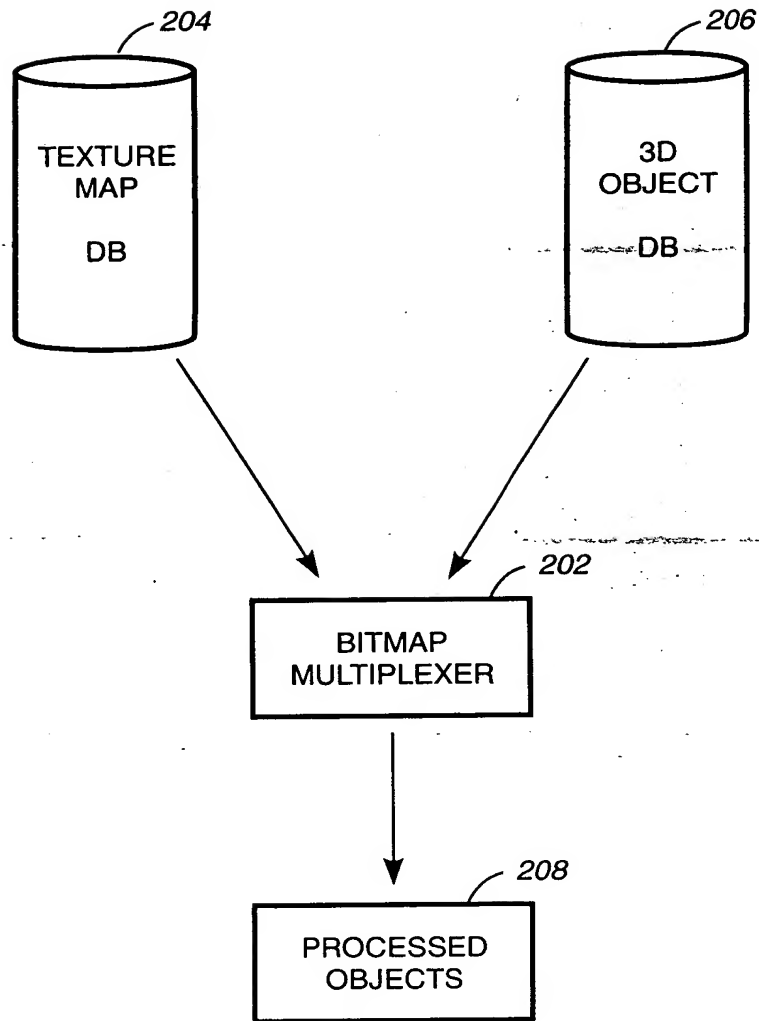 204
206
TEXTURE
MAP
DB
3D
OBJECT
DB
202
BITMAP
MULTIPLEXER
208
PROCESSED
OBJECTS